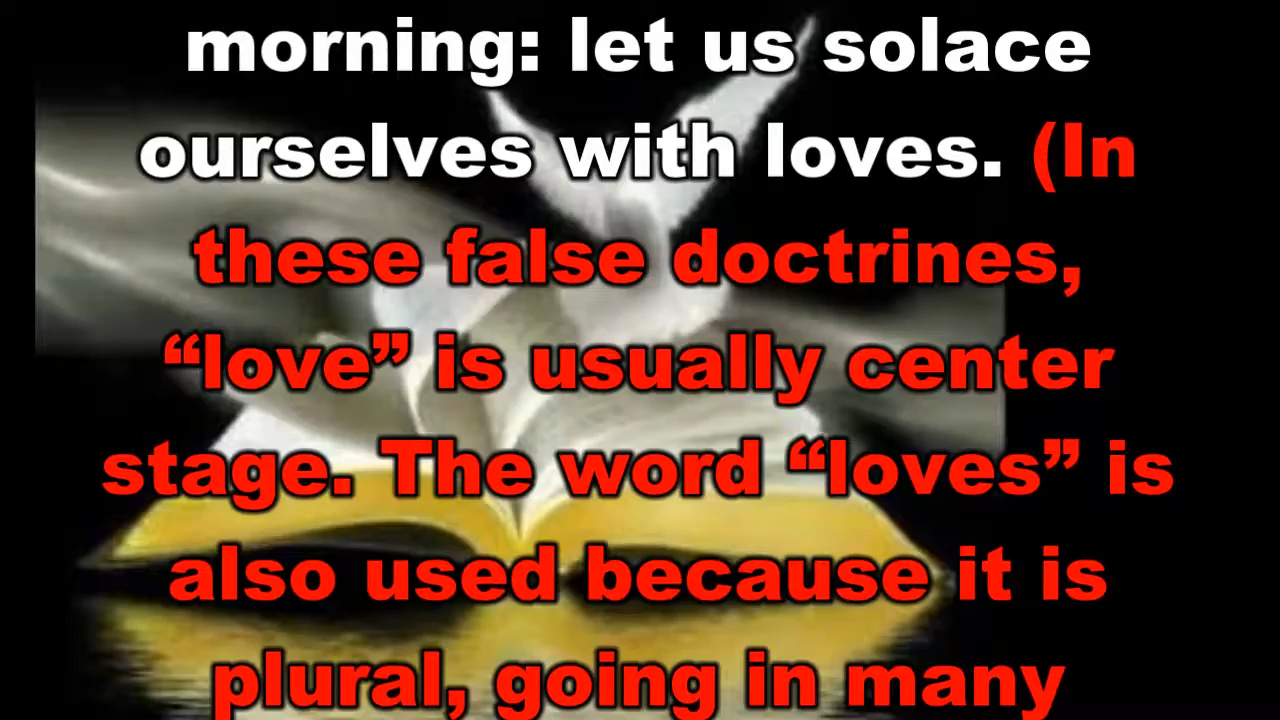 morning: let us solace
ourselves with loves. (In
these false doctrines,
“love” is usually center
stage. The word “loves” is
also used because it is
plural, going in many